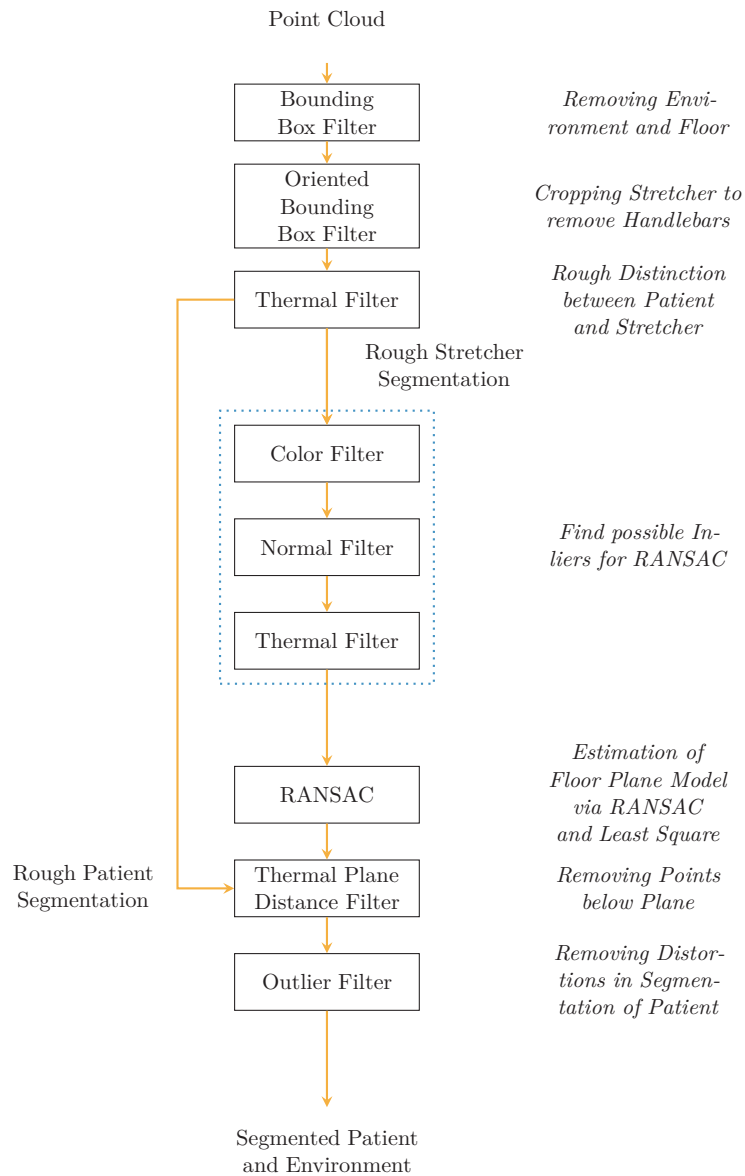 Point Cloud
Bounding
Box Filter
Removing Envi-
ronment and Floor
Oriented
Bounding
Box Filter
Cropping Stretcher to
remove Handlebars
Thermal Filter
Rough Distinction
between Patient
and Stretcher
Rough Stretcher
Segmentation
Color Filter
Normal Filter
Find possible In-
liers for RANSAC
Thermal Filter
RANSAC
Estimation of
Floor Plane Model
via RANSAC
and Least Square
Rough Patient
Segmentation
Thermal Plane
Distance Filter
Removing Points
below Plane
Outlier Filter
Removing Distor-
tions in Segmen-
tation of Patient
Segmented Patient
and Environment